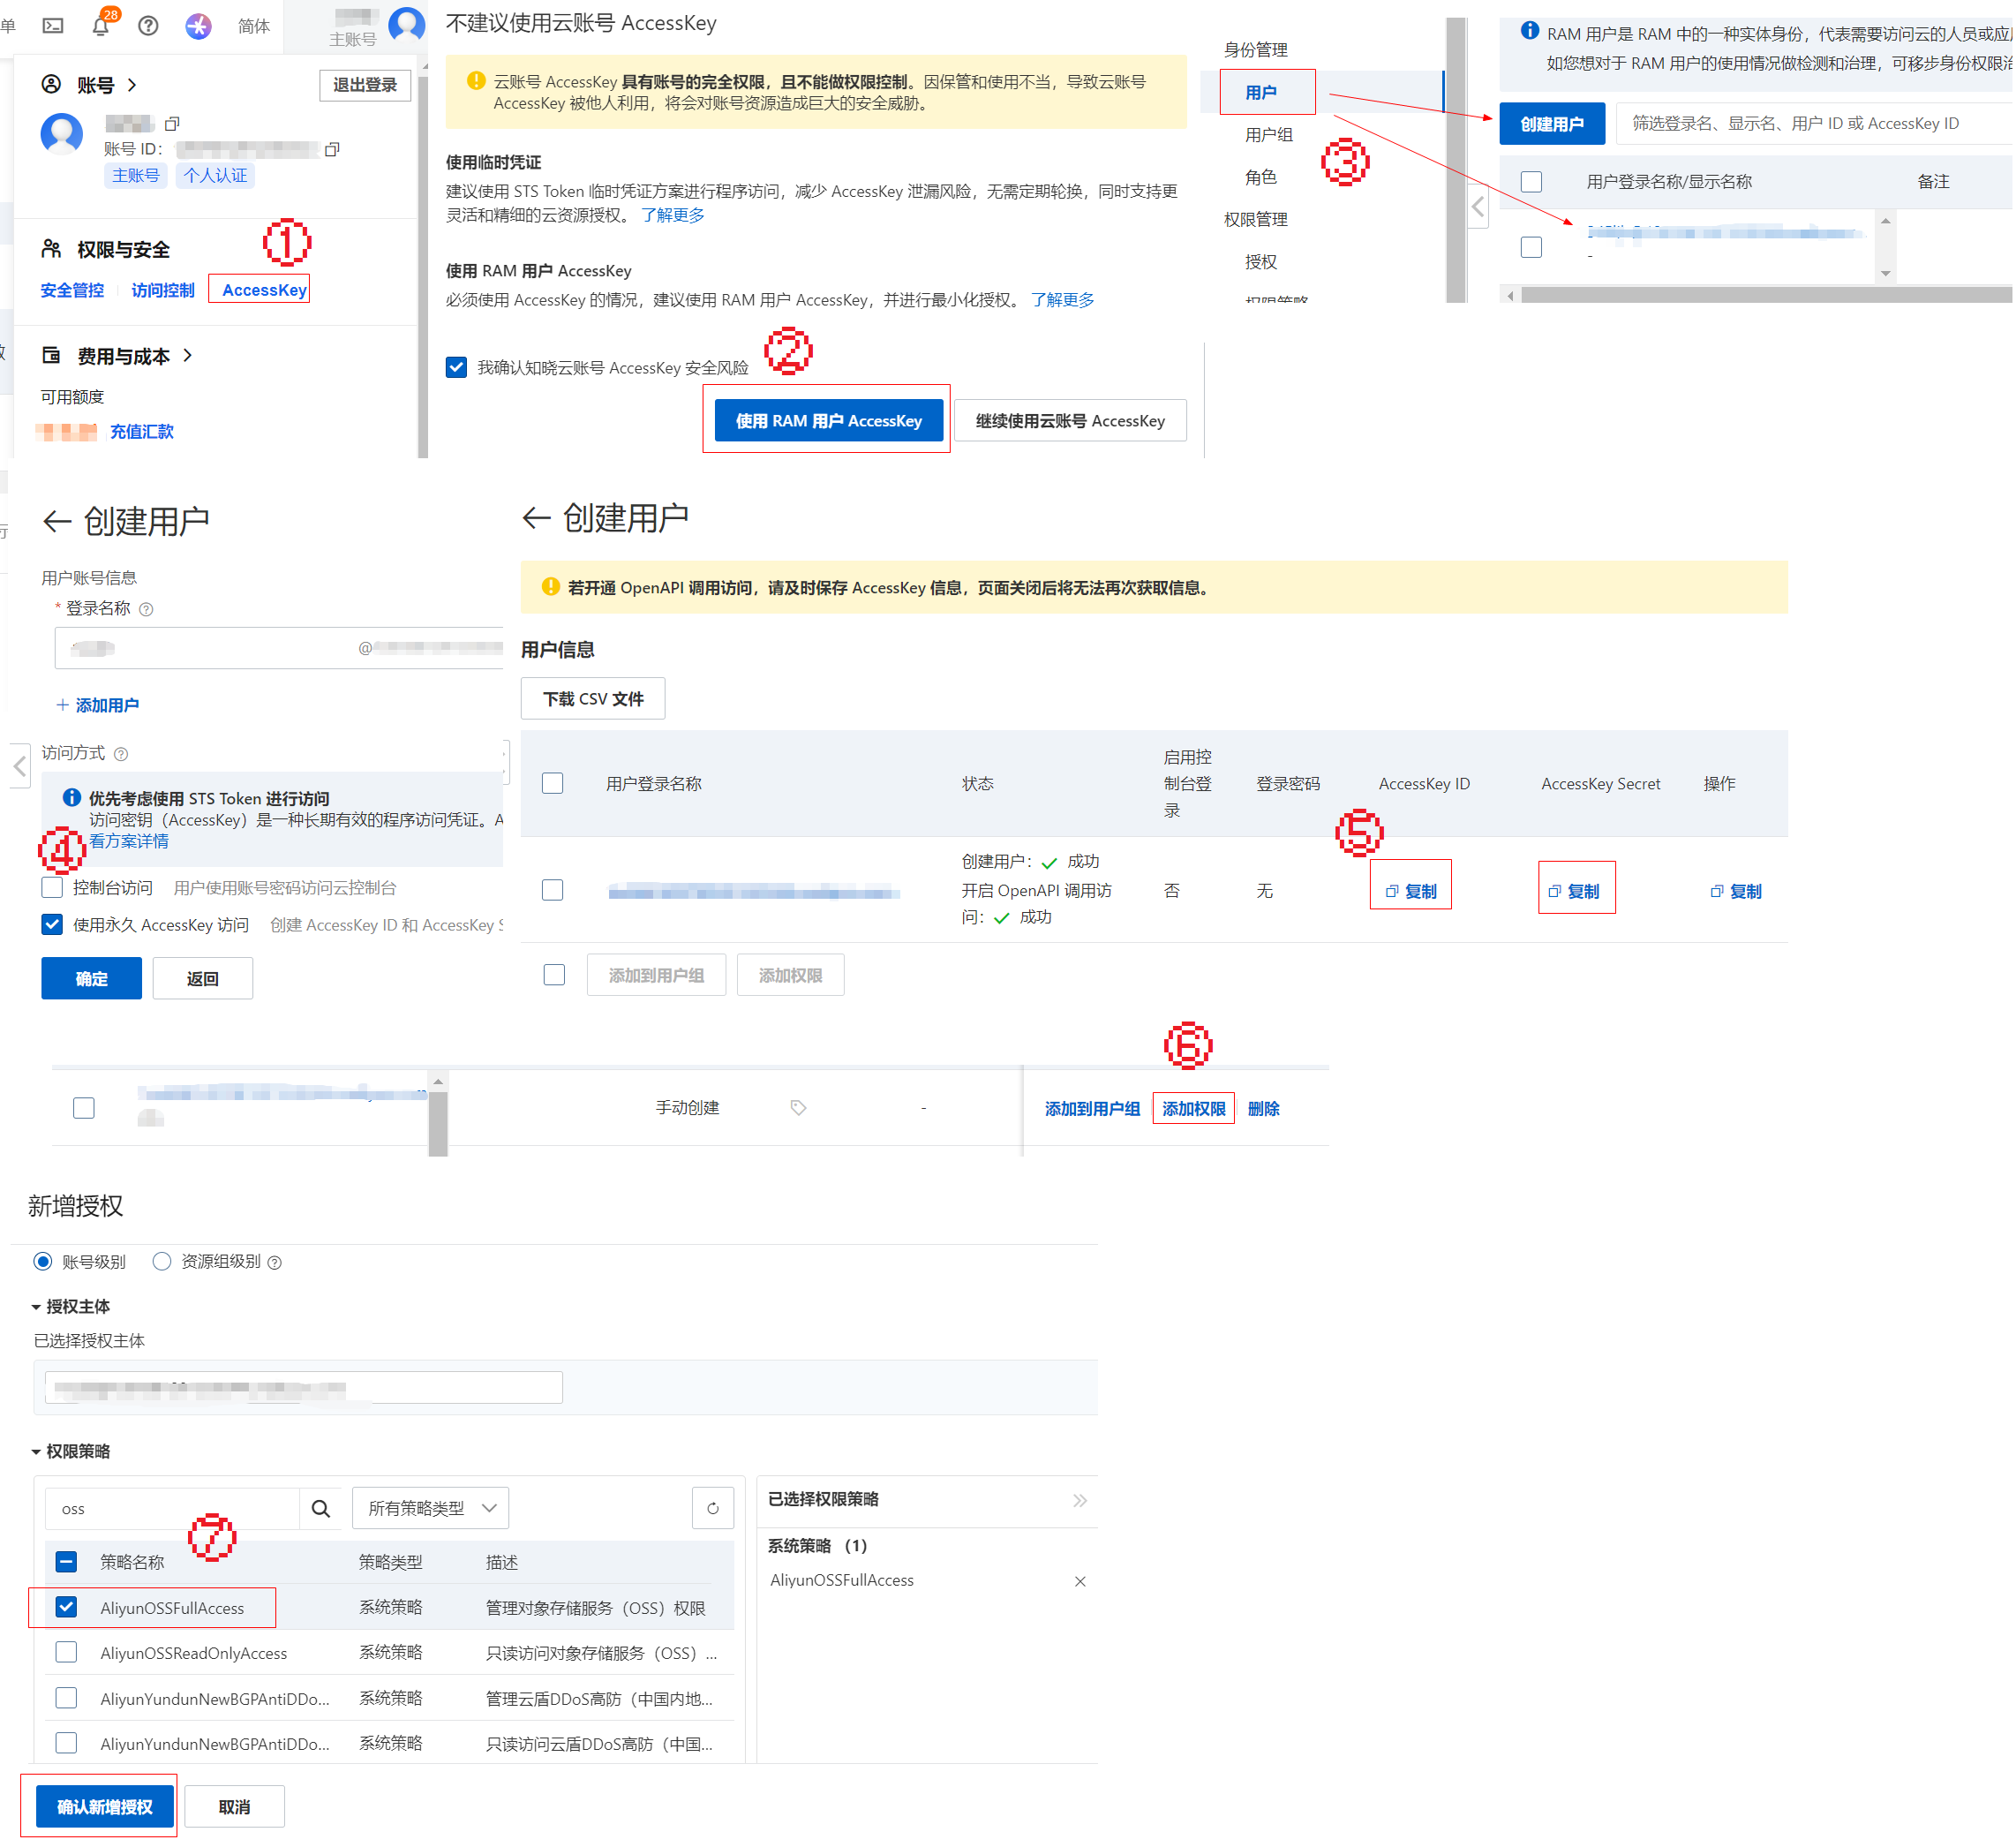 单
28
简体
主账号
账号
退出登录
账号 ID：
主账号
个人认证
权限与安全
①
安全管控
访问控制
AccessKey
费用与成本
可用额度
充值汇款
不建议使用云账号 AccessKey
云账号 AccessKey 具有账号的完全权限，且不能做权限控制。因保管和使用不当，导致云账号
AccessKey 被他人利用，将会对账号资源造成巨大的安全威胁。
使用临时凭证
建议使用 STS Token 临时凭证方案进行程序访问，减少 AccessKey 泄漏风险，无需定期轮换，同时支持更
灵活和精细的云资源授权。 了解更多
使用 RAM 用户 AccessKey
必须使用 AccessKey 的情况，建议使用 RAM 用户 AccessKey，并进行最小化授权。 了解更多
②
我确认知晓云账号 AccessKey 安全风险
使用 RAM 用户 AccessKey
继续使用云账号 AccessKey
身份管理
用户
用户组
③
角色
权限管理
授权
权限策略
RAM 用户是 RAM 中的一种实体身份，代表需要访问云的人员或应
如您想对于 RAM 用户的使用情况做检测和治理，可移步身份权限治
创建用户
筛选登录名、显示名、用户 ID 或 AccessKey ID
用户登录名称/显示名称
备注
-
创建用户
用户账号信息
* 登录名称
@
+ 添加用户
访问方式
优先考虑使用 STS Token 进行访问
访问密钥（AccessKey）是一种长期有效的程序访问凭证。A
看方案详情
④
控制台访问 用户使用账号密码访问云控制台
使用永久 AccessKey 访问 创建 AccessKey ID 和 AccessKey S
确定
返回
创建用户
若开通 OpenAPI 调用访问，请及时保存 AccessKey 信息，页面关闭后将无法再次获取信息。
用户信息
下载 CSV 文件
用户登录名称
状态
启用控
制台登
录
登录密码
AccessKey ID
AccessKey Secret
操作
⑤
创建用户： 成功
开启 OpenAPI 调用访
问： 成功
否
无
复制
复制
复制
添加到用户组
添加权限
⑥
手动创建
-
添加到用户组
添加权限
删除
新增授权
账号级别
资源组级别
授权主体
已选择授权主体
权限策略
oss
所有策略类型
⑦
策略名称
策略类型
描述
AliyunOSSFullAccess
系统策略
管理对象存储服务（OSS）权限
AliyunOSSReadOnlyAccess
系统策略
只读访问对象存储服务（OSS）...
AliyunYundunNewBGPAntiDDo...
系统策略
管理云盾DDoS高防（中国内地...
AliyunYundunNewBGPAntiDDo...
系统策略
只读访问云盾DDoS高防（中国...
已选择权限策略
系统策略 （1）
AliyunOSSFullAccess
确认新增授权
取消